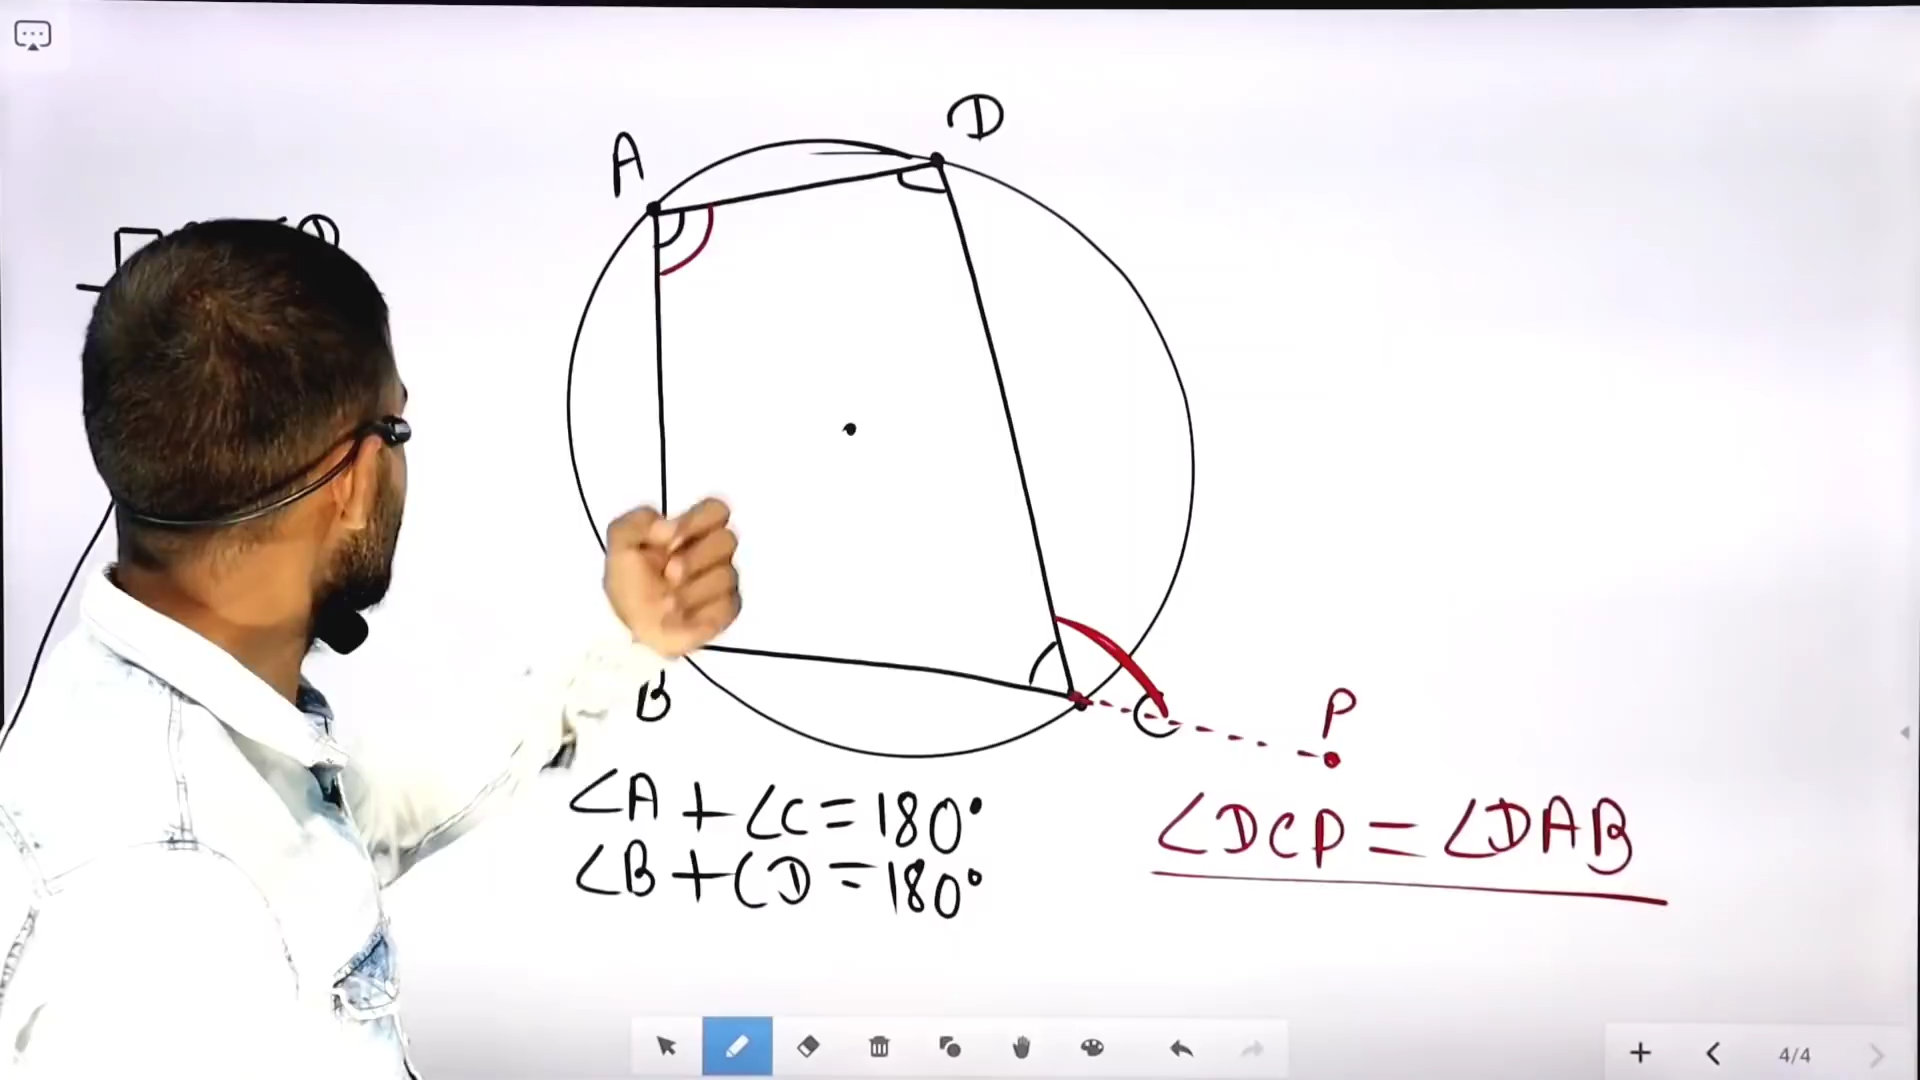 D
A
B
C
P
∠A + ∠C = 180°
∠B + ∠D = 180°
∠DCP = ∠DAB
4/4